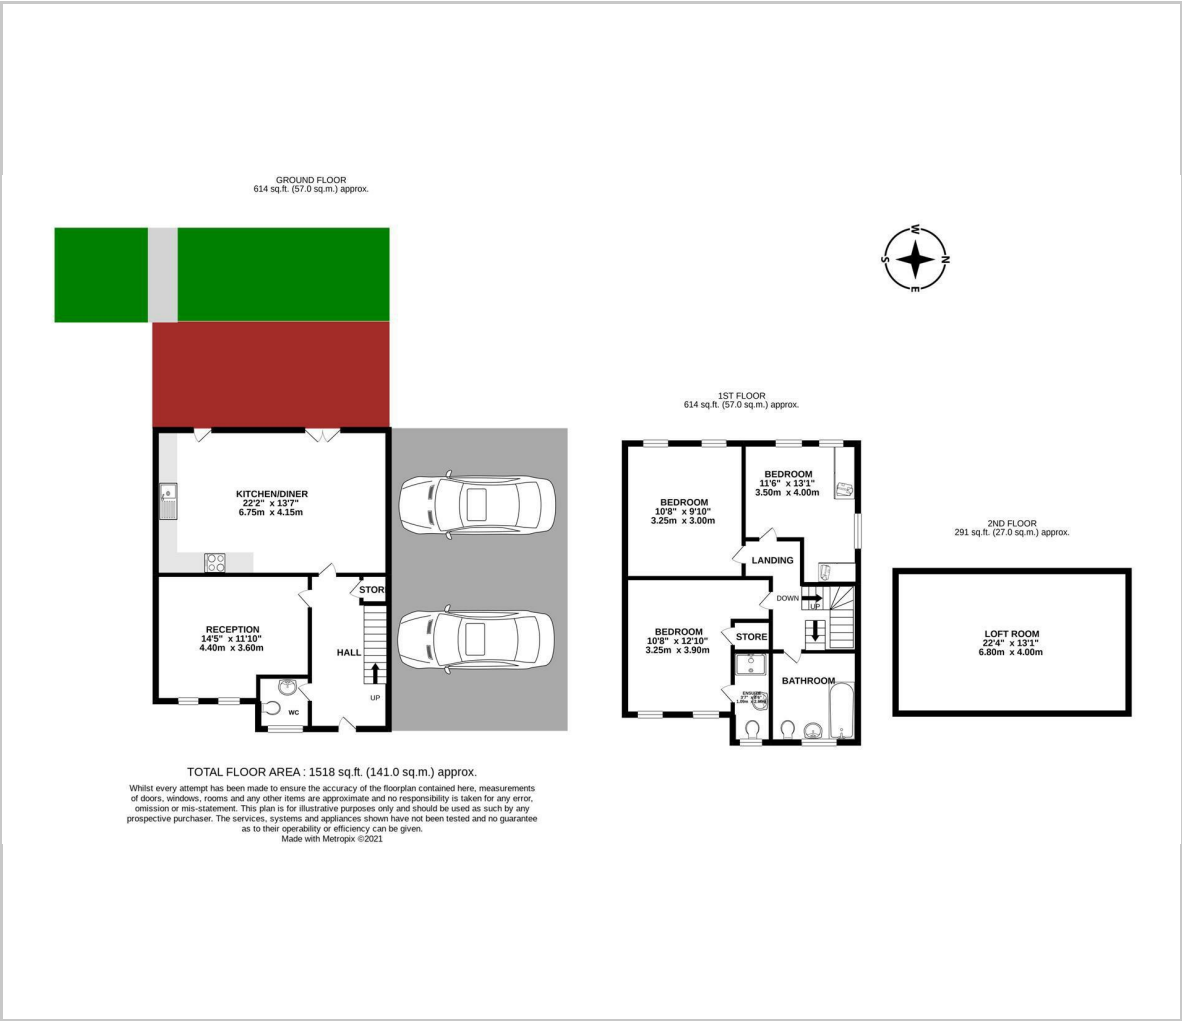 GROUND FLOOR
614 sq.ft. (57.0 sq.m.) approx.
KITCHEN/DINER
22'2" x 13'7"
6.75m x 4.15m
STOR
RECEPTION
14'5" x 11'10"
4.40m x 3.60m
HALL
UP
WC
W
N
S
E
1ST FLOOR
614 sq.ft. (57.0 sq.m.) approx.
BEDROOM
11'6" x 13'1"
3.50m x 4.00m
BEDROOM
10'8" x 9'10"
3.25m x 3.00m
LANDING
DOWN
UP
BEDROOM
10'8" x 12'10"
3.25m x 3.90m
STORE
BATHROOM
ENSUITE
2ND FLOOR
291 sq.ft. (27.0 sq.m.) approx.
LOFT ROOM
22'4" x 13'1"
6.80m x 4.00m
TOTAL FLOOR AREA : 1518 sq.ft. (141.0 sq.m.) approx.
Whilst every attempt has been made to ensure the accuracy of the floorplan contained here, measurements
of doors, windows, rooms and any other items are approximate and no responsibility is taken for any error,
omission or mis-statement. This plan is for illustrative purposes only and should be used as such by any
prospective purchaser. The services, systems and appliances shown have not been tested and no guarantee
as to their operability or efficiency can be given.
Made with Metropix ©2021